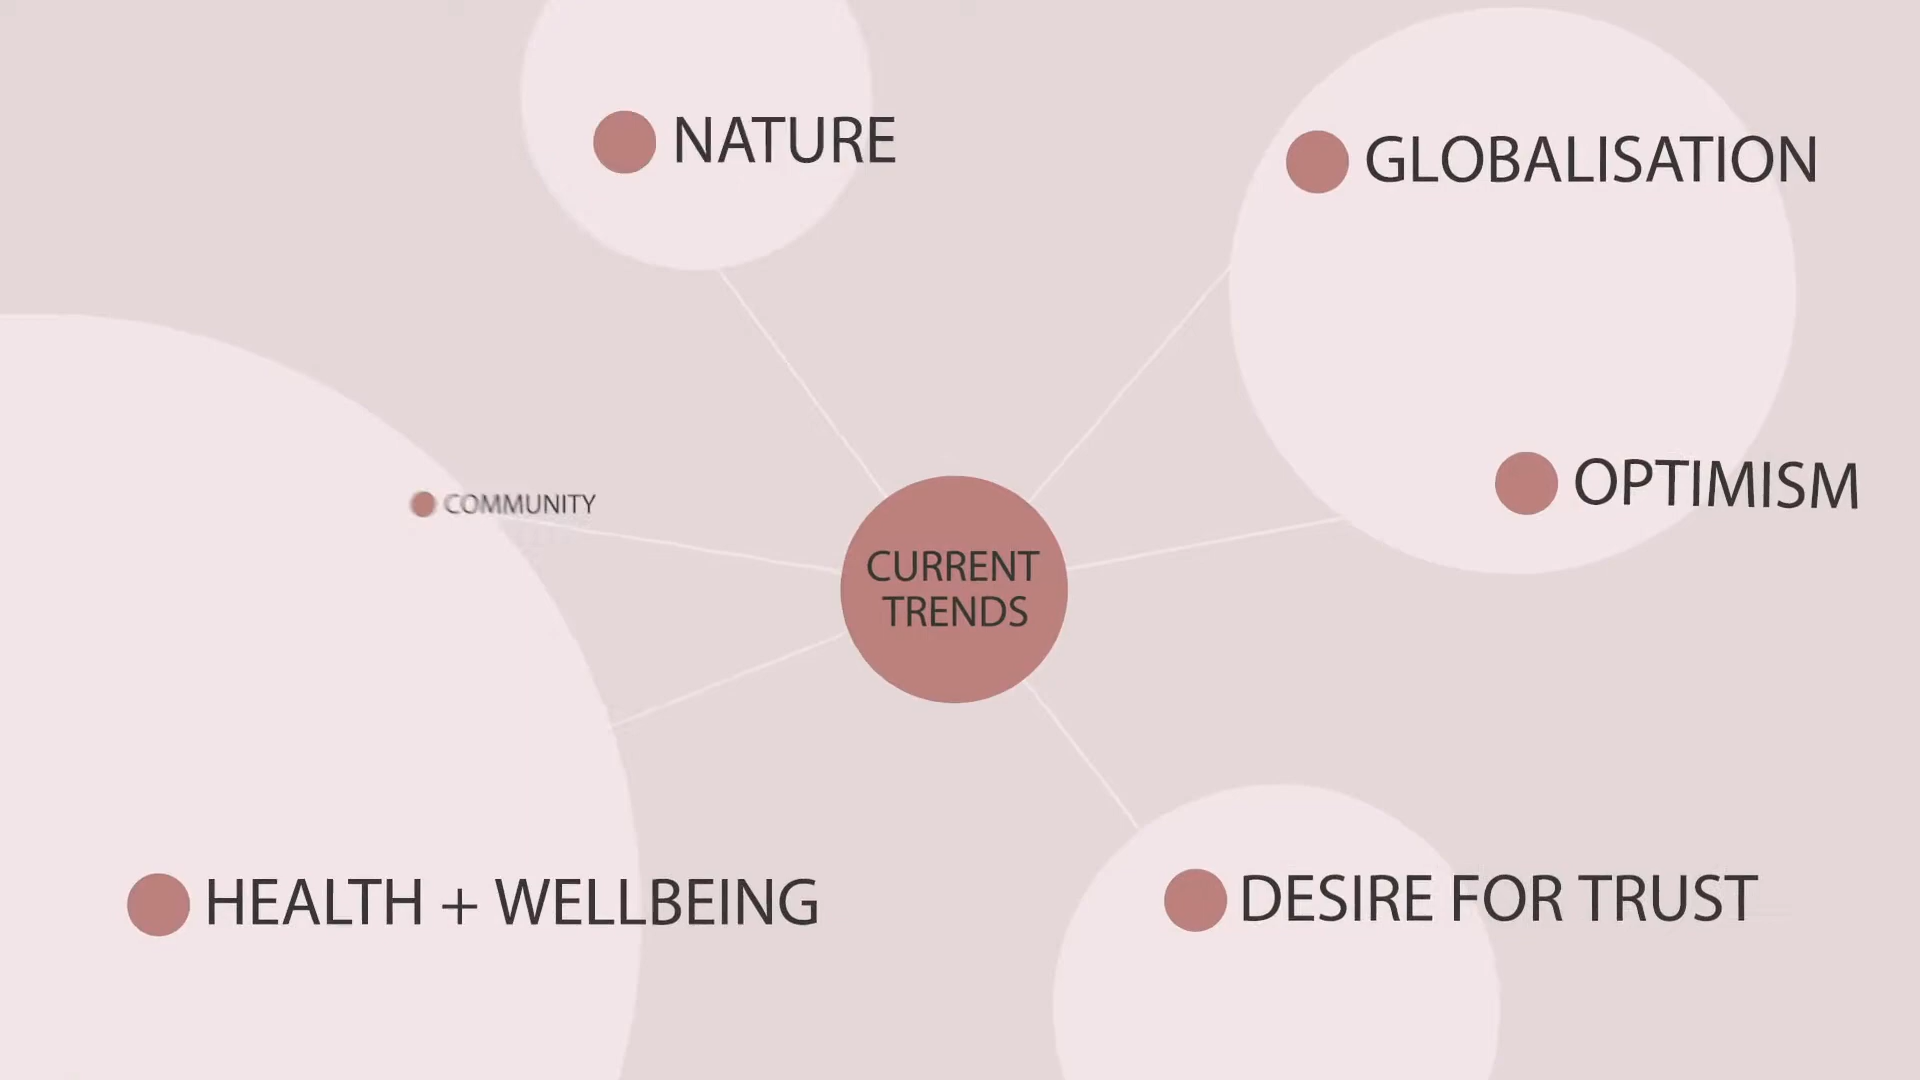 NATURE
GLOBALISATION
OPTIMISM
COMMUNITY
CURRENT
TRENDS
HEALTH + WELLBEING
DESIRE FOR TRUST